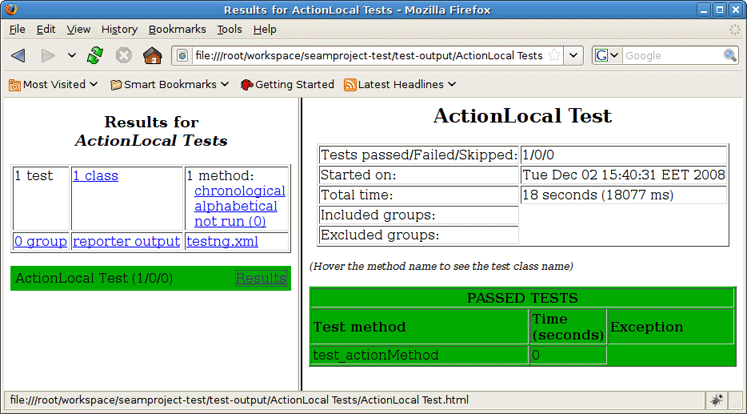 Results for ActionLocal Tests - Mozilla Firefox
File Edit View History Bookmarks Tools Help
file:///root/workspace/seamproject-test/test-output/ActionLocal Tests
G Google
Most Visited Smart Bookmarks Getting Started Latest Headlines
Results for
ActionLocal Tests
1 test 1 class 1 method:
chronological
alphabetical
not run (0)
0 group reporter output testng.xml
ActionLocal Test (1/0/0) Results
ActionLocal Test
Tests passed/Failed/Skipped: 1/0/0
Started on: Tue Dec 02 15:40:31 EET 2008
Total time: 18 seconds (18077 ms)
Included groups:
Excluded groups:
(Hover the method name to see the test class name)
PASSED TESTS
Test method Time (seconds) Exception
test_actionMethod 0
file:///root/workspace/seamproject-test/test-output/ActionLocal Tests/ActionLocal Test.html